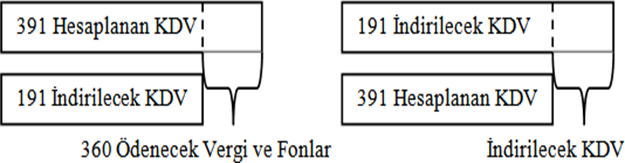 391 Hesaplanan KDV
191 İndirilecek KDV
360 Ödenecek Vergi ve Fonlar
191 İndirilecek KDV
391 Hesaplanan KDV
İndirilecek KDV